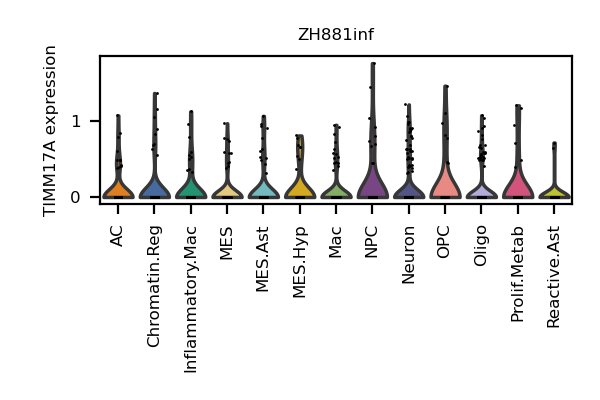 ZH881inf
TIMM17A expression
1
0
AC
Chromatin.Reg
Inflammatory.Mac
MES
MES.Ast
MES.Hyp
Mac
NPC
Neuron
OPC
Oligo
Prolif.Metab
Reactive.Ast